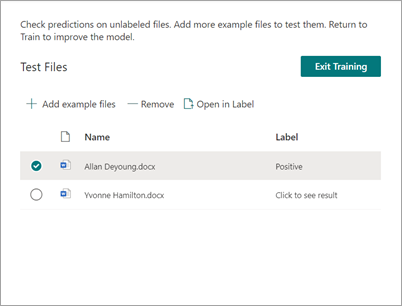 Check predictions on unlabeled files. Add more example files to test them. Return to
Train to improve the model.
Test Files
Exit Training
Add example files
Remove
Open in Label
Name
Label
Allan Deyoung.docx
Positive
Yvonne Hamilton.docx
Click to see result